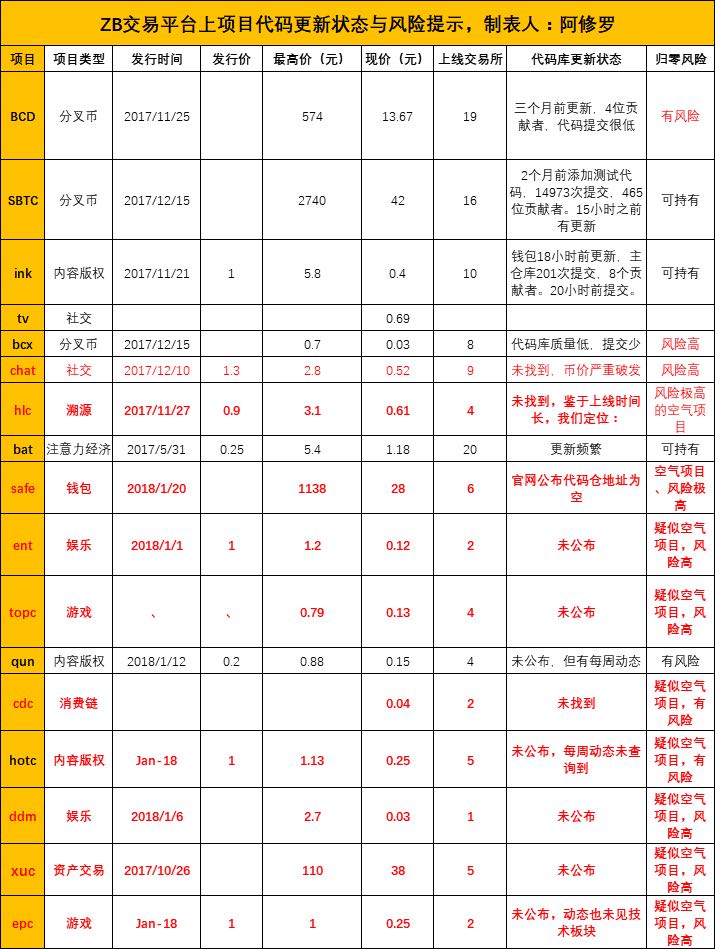 ZB交易平台上项目代码更新状态与风险提示，制表人：阿修罗
项目 项目类型 发行时间 发行价 最高价（元） 现价（元） 上线交易所 代码库更新状态 归零风险
BCD 分叉币 2017/11/25 574 13.67 19 三个月前更新、4位贡
献者、代码提交很低 有风险
SBTC 分叉币 2017/12/15 2740 42 16 2个月前添加测试代
码、14973次提交、465
位贡献者。15小时之前
有更新 可持有
ink 内容版权 2017/11/21 1 5.8 0.4 10 钱包18小时前更新、主
仓库201次提交、8个贡
献者。20小时前提交。 可持有
tv 社交 0.69
bcx 分叉币 2017/12/15 0.7 0.03 8 代码库质量低、提交少 风险高
chat 社交 2017/12/10 1.3 2.8 0.52 9 未找到、币价严重破发 风险高
hlc 溯源 2017/11/27 0.9 3.1 0.61 4 未找到，鉴于上线时间
长，我们定位： 风险极高
的空气项
目
bat 注意力经济 2017/5/31 0.25 5.4 1.18 20 更新频繁 可持有
safe 钱包 2018/1/20 1138 28 6 官网公布代码仓地址为
空 空气项目
、风险极
高
ent 娱乐 2018/1/1 1 1.2 0.12 2 未公布 疑似空气
项目，风
险高
topc 游戏 、 、 0.79 0.13 4 未公布 疑似空气
项目，风
险高
qun 内容版权 2018/1/12 0.2 0.88 0.15 4 未公布、但有每周动态 有风险
cdc 消费链 0.04 2 未找到 疑似空气
项目，有
风险
hotc 内容版权 Jan-18 1 1.13 0.25 5 未公布，每周动态未查
询到 疑似空气
项目，有
风险
ddm 娱乐 2018/1/6 2.7 0.03 1 未公布 疑似空气
项目，风
险高
xuc 资产交易 2017/10/26 110 38 5 未公布 疑似空气
项目，风
险高
epc 游戏 Jan-18 1 1 0.25 2 未公布，动态也未见技
术板块 疑似空气
项目，风
险高